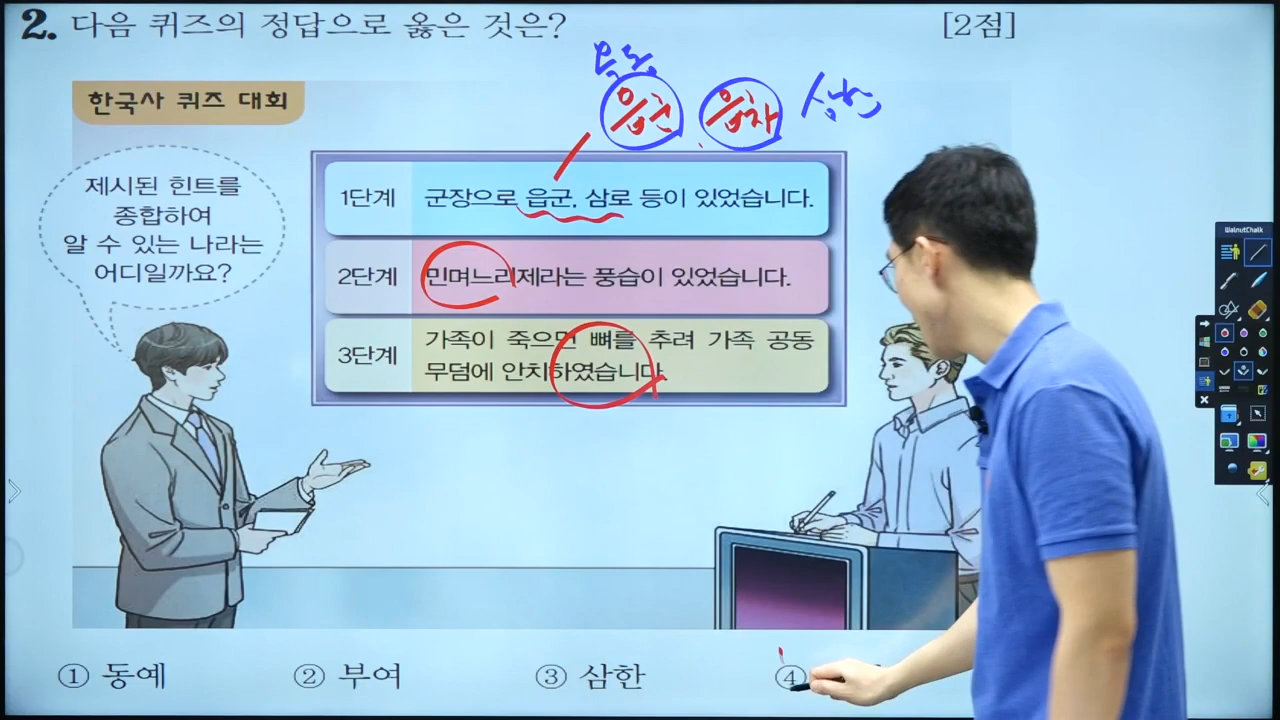 2. 다음 퀴즈의 정답으로 옳은 것은? [2점]
옥동
읍군 읍차 삼한
한국사 퀴즈 대회
제시된 힌트를
종합하여
알 수 있는 나라는
어디일까요?
1단계 군장으로 읍군, 삼로 등이 있었습니다.
2단계 민며느리제라는 풍습이 있었습니다.
3단계 가족이 죽으면 뼈를 추려 가족 공동
무덤에 안치하였습니다.
WalnutChalk
① 동예 ② 부여 ③ 삼한 ④